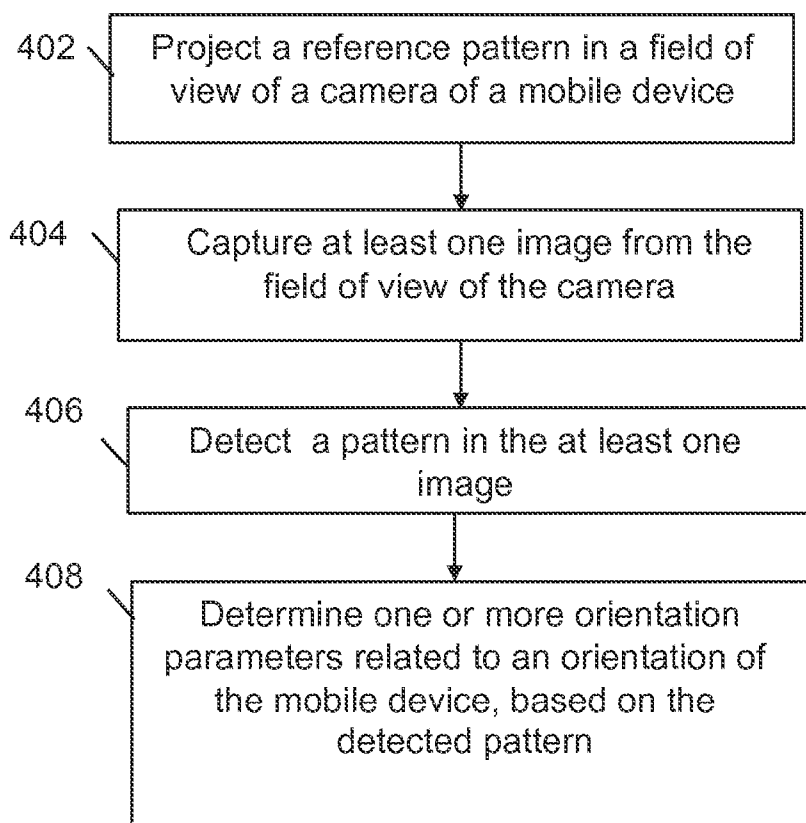 402
Project a reference pattern in a field of
view of a camera of a mobile device
404
Capture at least one image from the
field of view of the camera
406
Detect a pattern in the at least one
image
408
Determine one or more orientation
parameters related to an orientation of
the mobile device, based on the
detected pattern